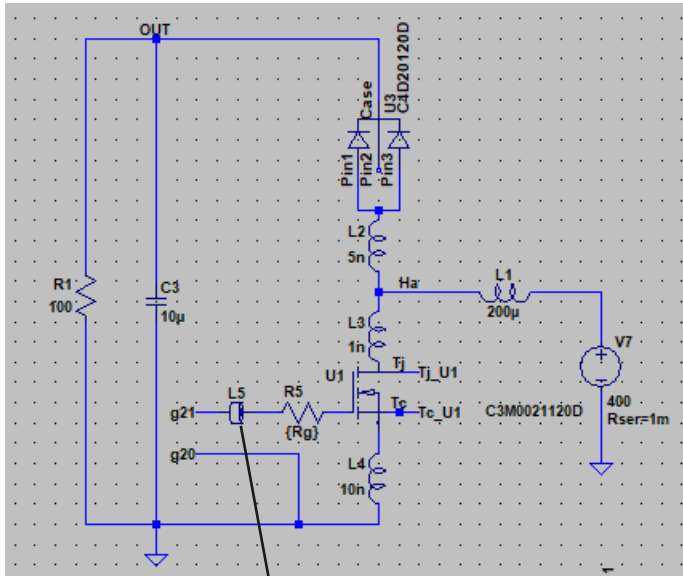 OUT
Case
U3
C4D20120D
Pin1
Pin2
Pin3
L2
5n
Ha
L1
200µ
R1
100
C3
10µ
L3
1n
V7
400
Rser=1m
U1
Tj
Tj_U1
Tc
Tc_U1
C3M0021120D
L5
R5
{Rg}
g21
g20
L4
10n
1